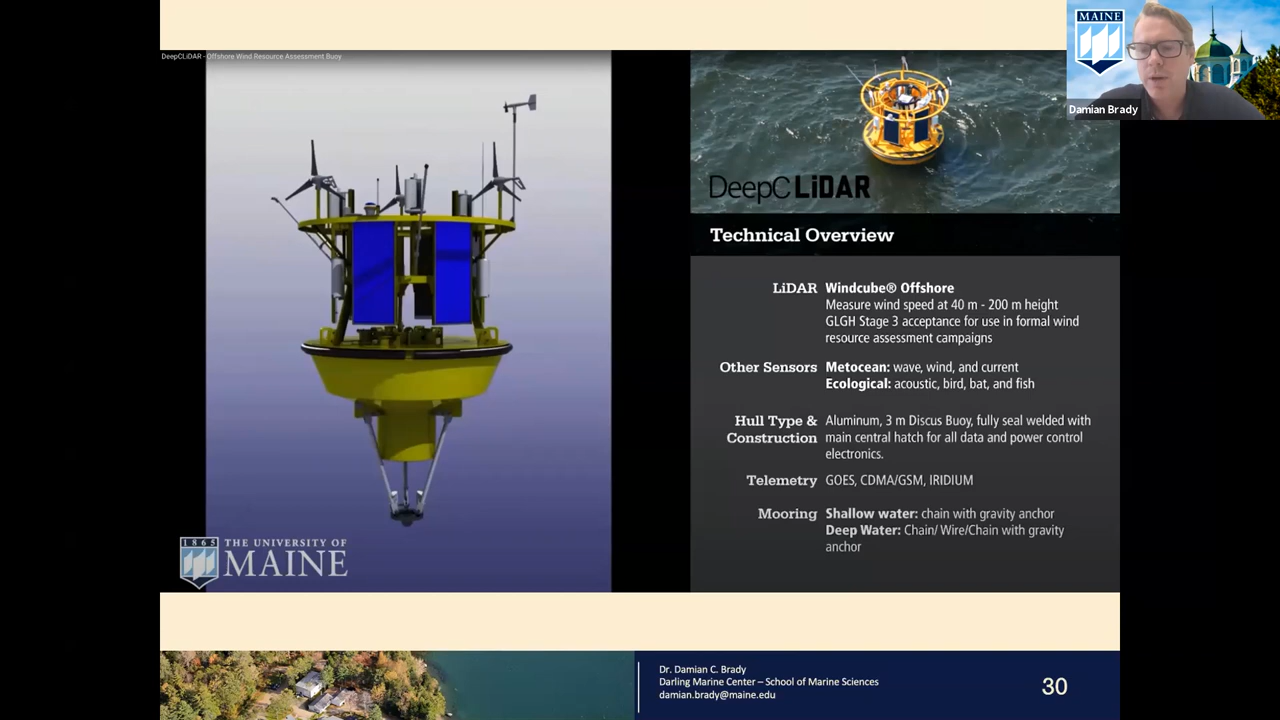 DeepCLiDAR - Offshore Wind Resource Assessment Buoy
MAINE
Damian Brady
DeepCLiDAR
Technical Overview
LiDAR Windcube® Offshore
Measure wind speed at 40 m - 200 m height
GLGH Stage 3 acceptance for use in formal wind
resource assessment campaigns
Other Sensors Metocean: wave, wind, and current
Ecological: acoustic, bird, bat, and fish
Hull Type & Aluminum, 3 m Discus Buoy, fully seal welded with
Construction main central hatch for all data and power control
electronics.
Telemetry GOES, CDMA/GSM, IRIDIUM
Mooring Shallow water: chain with gravity anchor
Deep Water: Chain/ Wire/Chain with gravity
anchor
1865 THE UNIVERSITY OF
MAINE
Dr. Damian C. Brady
Darling Marine Center – School of Marine Sciences
damian.brady@maine.edu
30